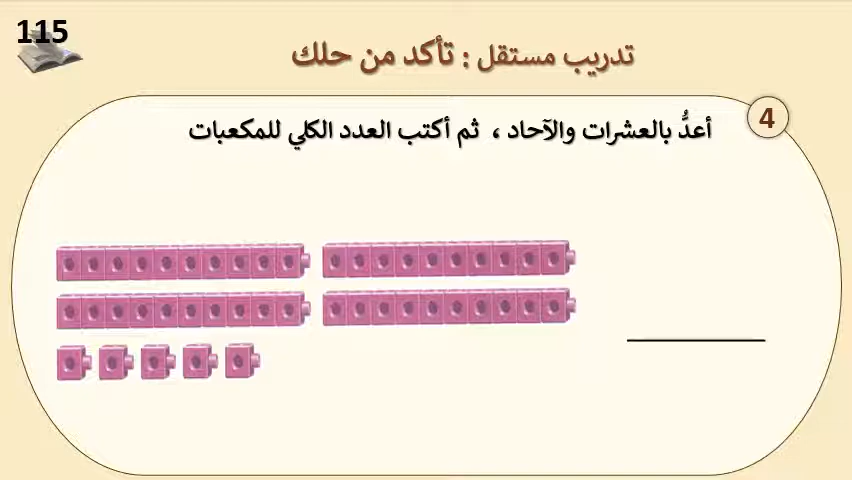 115
تدريب مستقل : تأكد من حلك
4
أعدُّ بالعشرات والآحاد ، ثم أكتب العدد الكلي للمكعبات